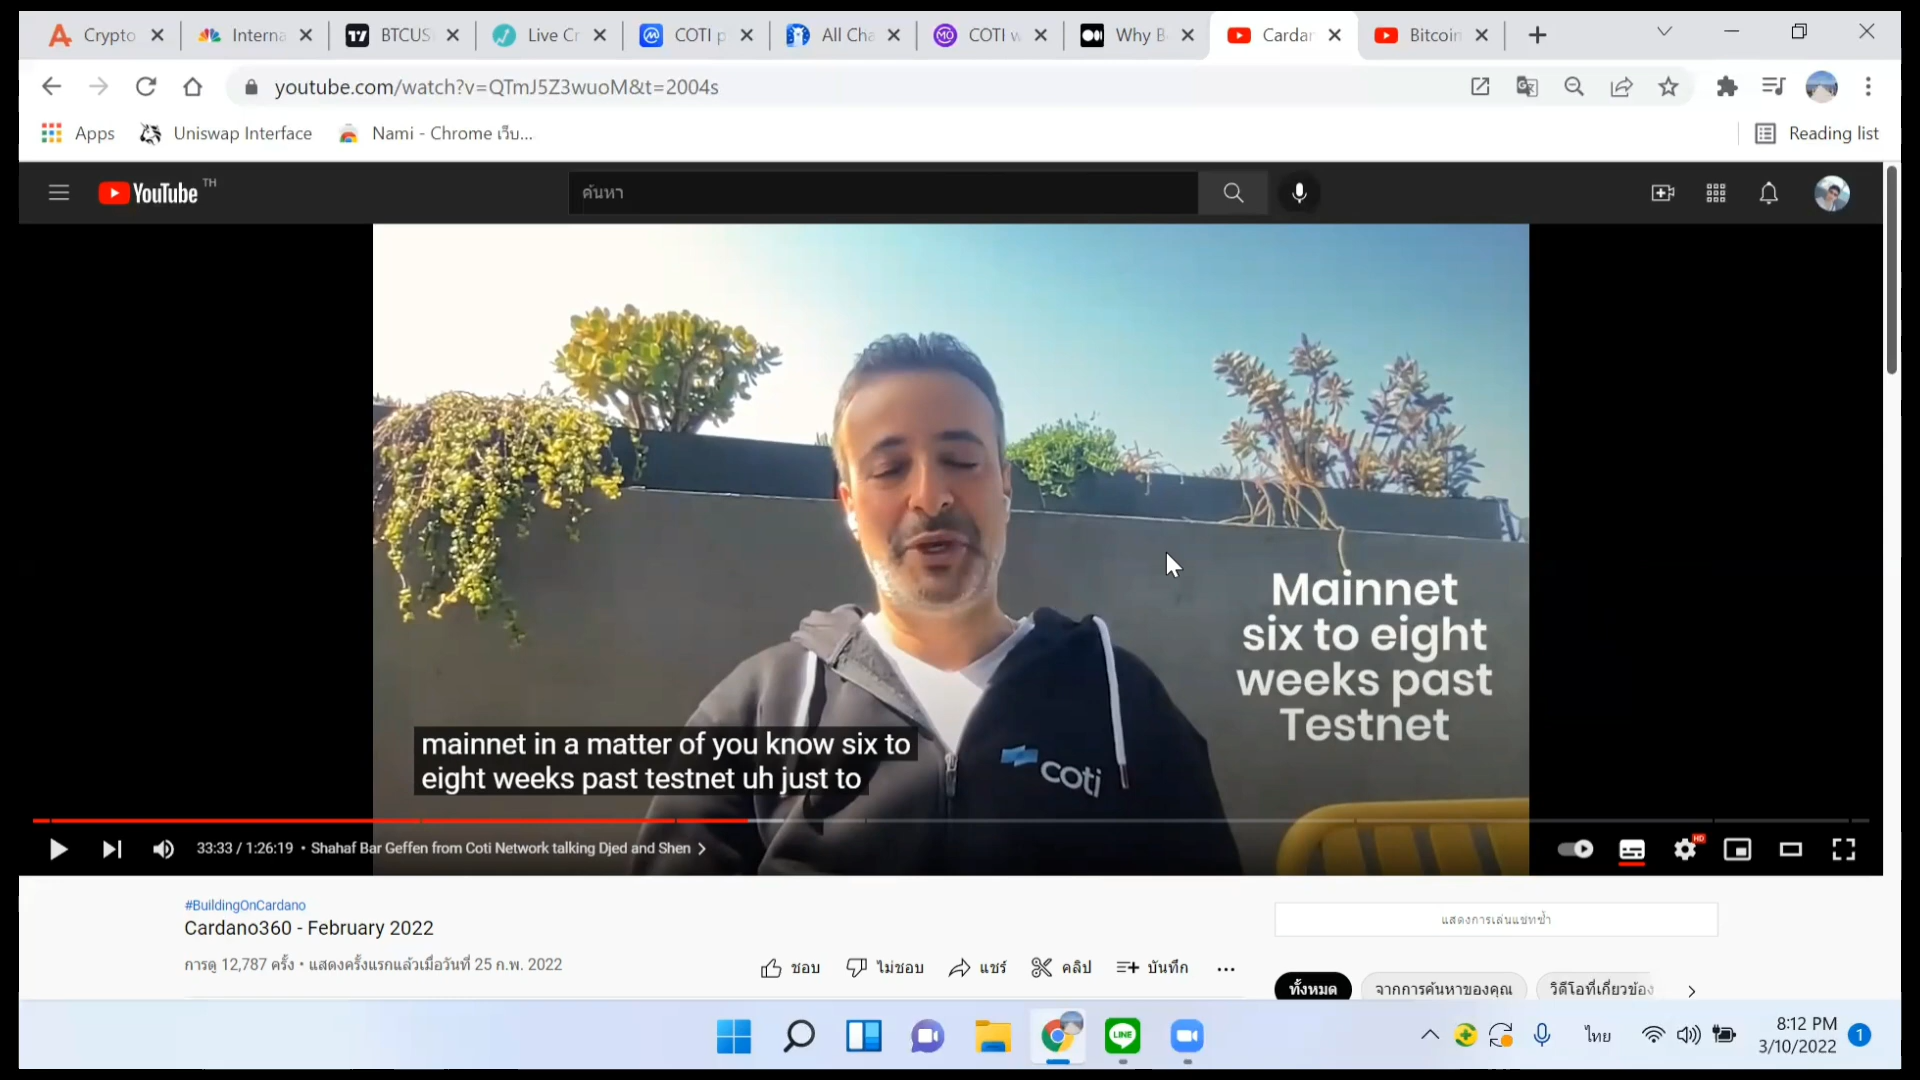 Crypto
Interna
BTCUS
Live Cr
COTI p
All Cha
COTI w
Why B
Cardan
Bitcoin
youtube.com/watch?v=QTmJ5Z3wuoM&t=2004s
Apps
Uniswap Interface
Nami - Chrome เว็บ...
Reading list
YouTube TH
ค้นหา
Mainnet
six to eight
weeks past
Testnet
coti
mainnet in a matter of you know six to
eight weeks past testnet uh just to
33:33 / 1:26:19 • Shahaf Bar Geffen from Coti Network talking Djed and Shen
HD
#BuildingOnCardano
Cardano360 - February 2022
การดู 12,787 ครั้ง • แสดงครั้งแรกแล้วเมื่อวันที่ 25 ก.พ. 2022
ชอบ
ไม่ชอบ
แชร์
คลิป
บันทึก
แสดงการเล่นแชทซ้ำ
ทั้งหมด
จากการค้นหาของคุณ
วิดีโอที่เกี่ยวข้อง
LINE
ไทย
8:12 PM
3/10/2022
1